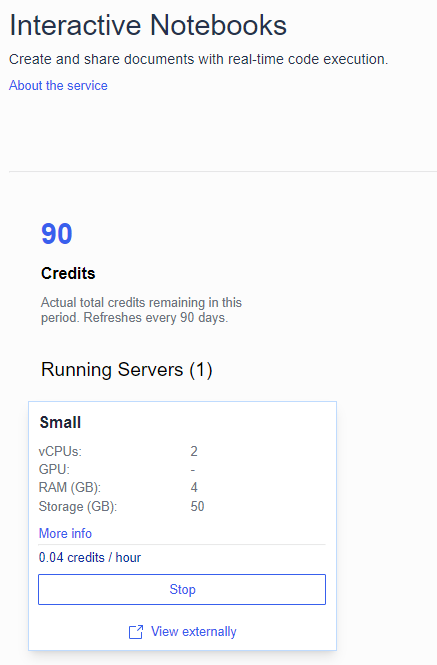 Interactive Notebooks
Create and share documents with real-time code execution.
About the service
90
Credits
Actual total credits remaining in this
period. Refreshes every 90 days.
Running Servers (1)
Small
vCPUs: 2
GPU: -
RAM (GB): 4
Storage (GB): 50
More info
0.04 credits / hour
Stop
View externally